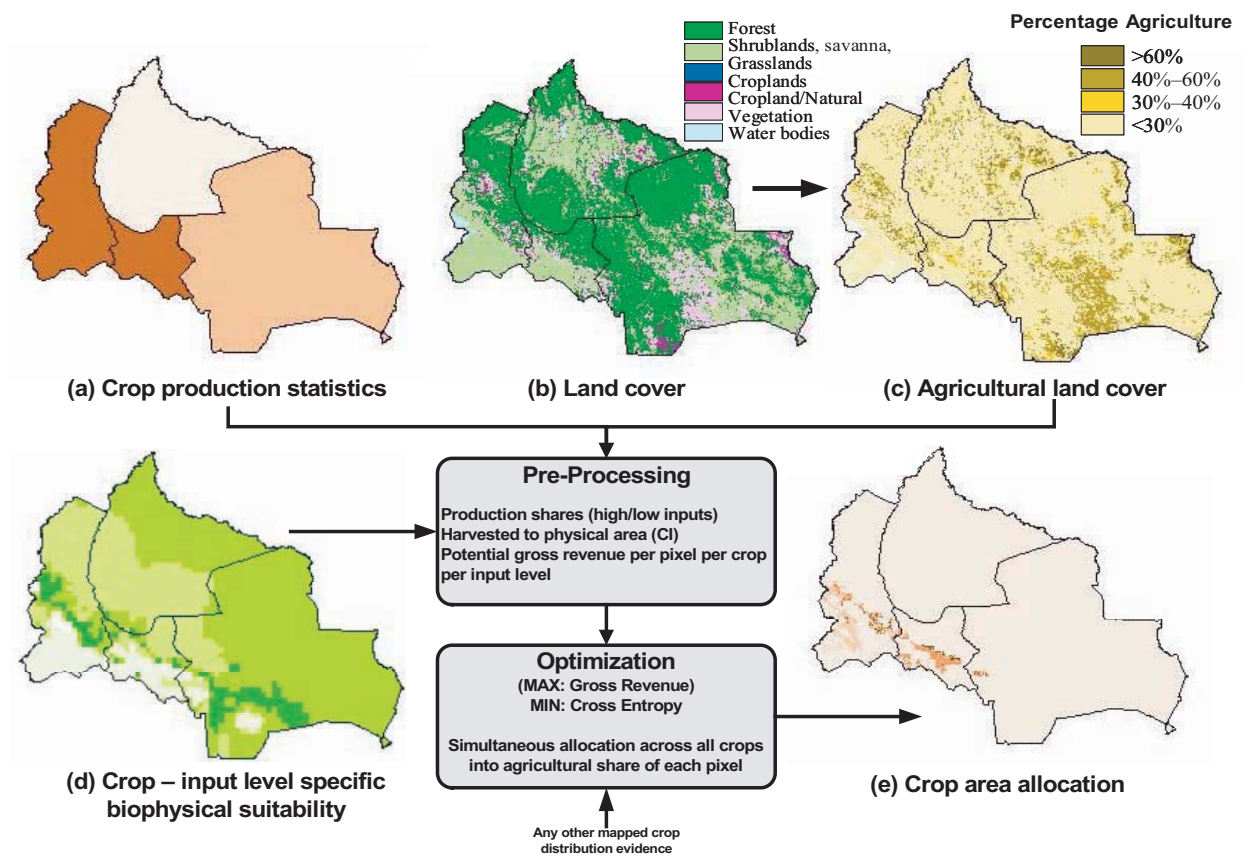 Forest
Shrublands, savanna,
Grasslands
Croplands
Cropland/Natural
Vegetation
Water bodies
Percentage Agriculture
>60%
40%–60%
30%–40%
<30%
(a) Crop production statistics
(b) Land cover
(c) Agricultural land cover
Pre-Processing
Production shares (high/low inputs)
Harvested to physical area (CI)
Potential gross revenue per pixel per crop
per input level
Optimization
(MAX: Gross Revenue)
MIN: Cross Entropy
Simultaneous allocation across all crops
into agricultural share of each pixel
(d) Crop – input level specific
biophysical suitability
(e) Crop area allocation
Any other mapped crop
distribution evidence